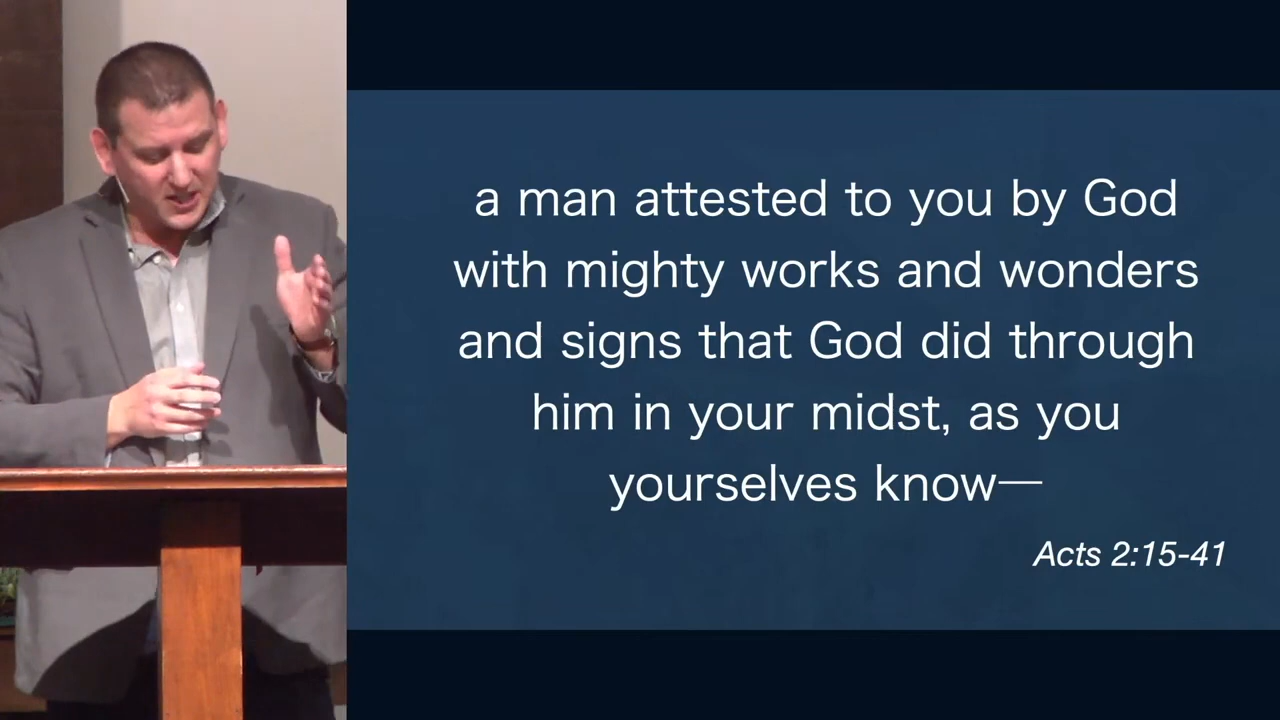 a man attested to you by God
with mighty works and wonders
and signs that God did through
him in your midst, as you
yourselves know—
Acts 2:15-41